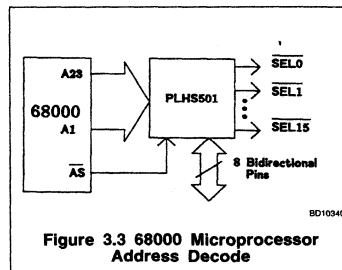 A23
68000
A1
AS
PLHS501
SEL0
SEL1
SEL15
8 Bidirectional
Pins
BD10340
Figure 3.3 68000 Microprocessor
Address Decode